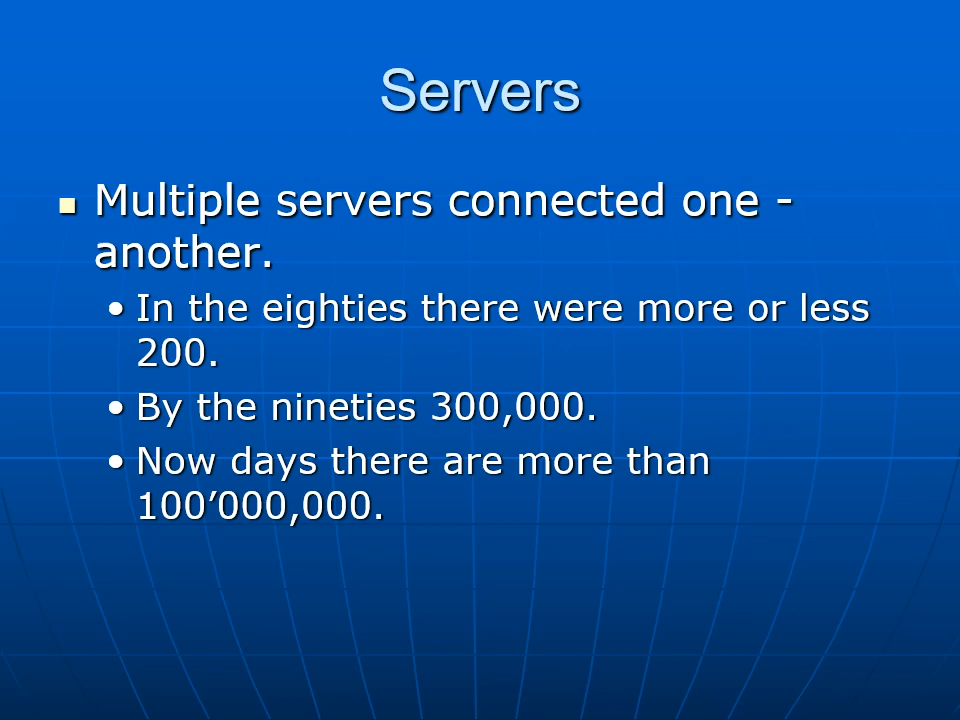 Servers
Multiple servers connected one -
another.
• In the eighties there were more or less
200.
• By the nineties 300,000.
• Now days there are more than
100’000,000.